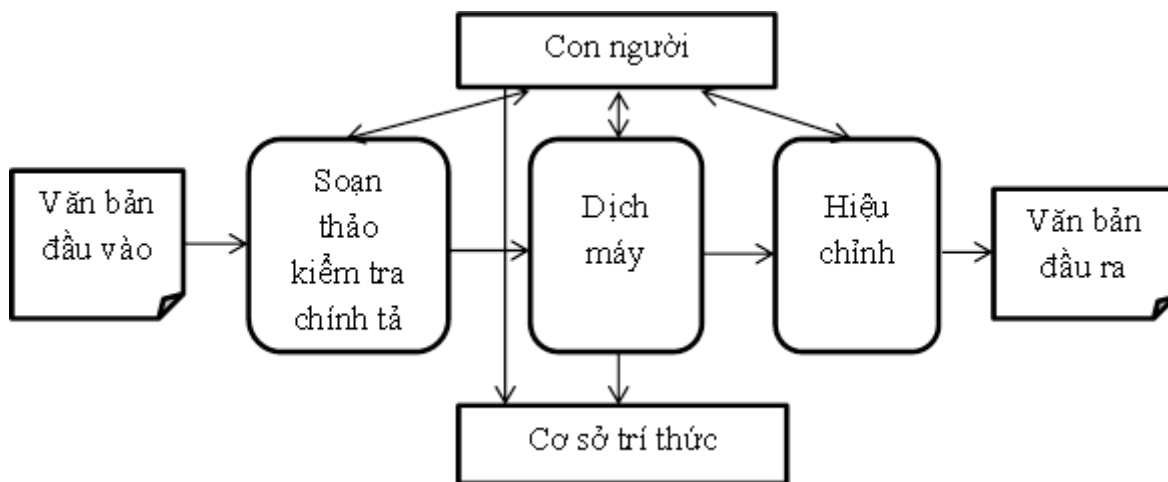 Con người
Văn bản
đầu vào
Soạn
thảo
kiểm tra
chính tả
Dịch
máy
Hiệu
chỉnh
Văn bản
đầu ra
Cơ sở trí thức